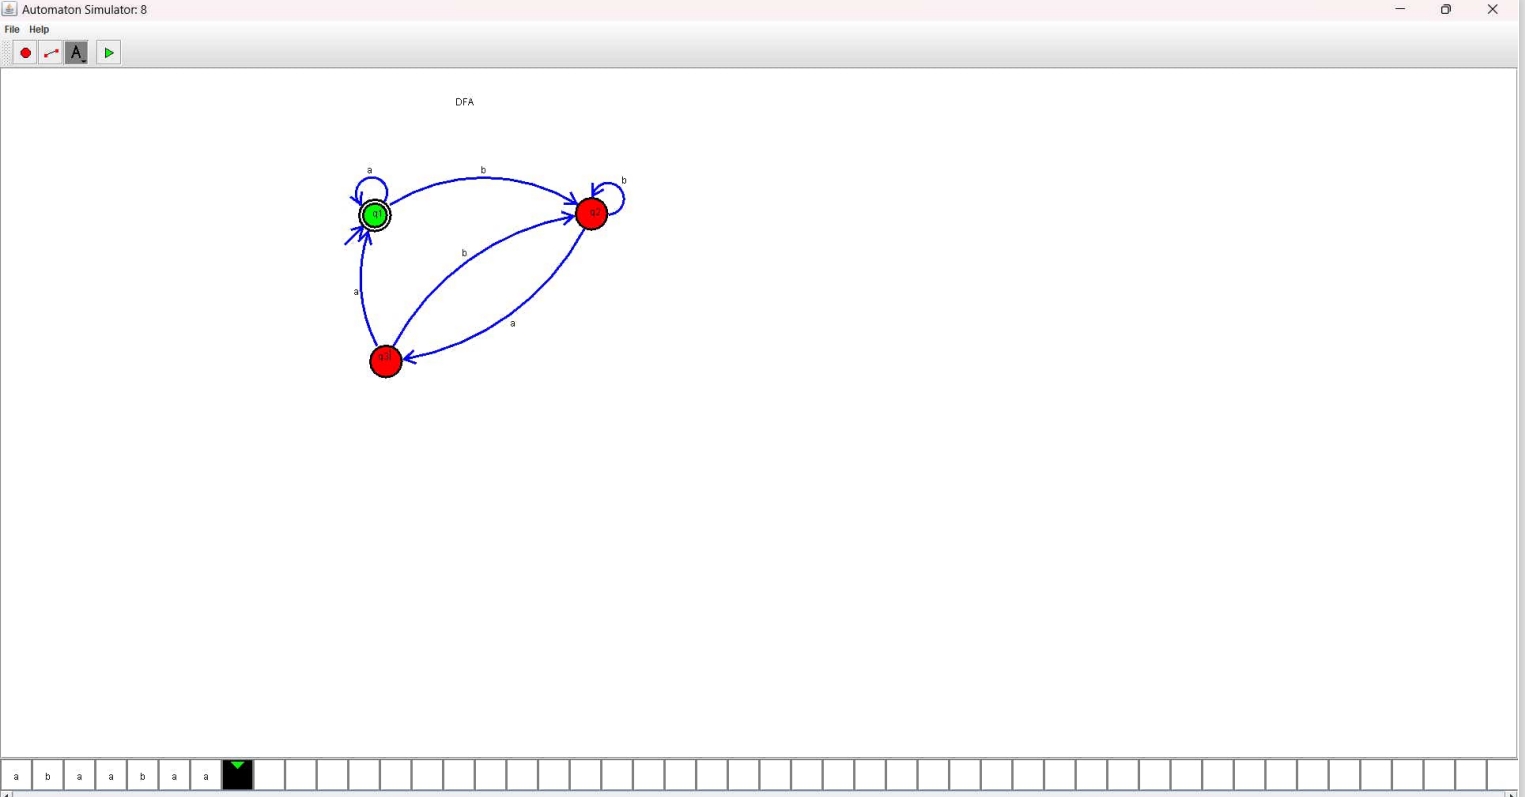 Automaton Simulator: 8
File Help
A
DFA
a
b
b
q1
q2
b
a
a
q3
a b a a b a a